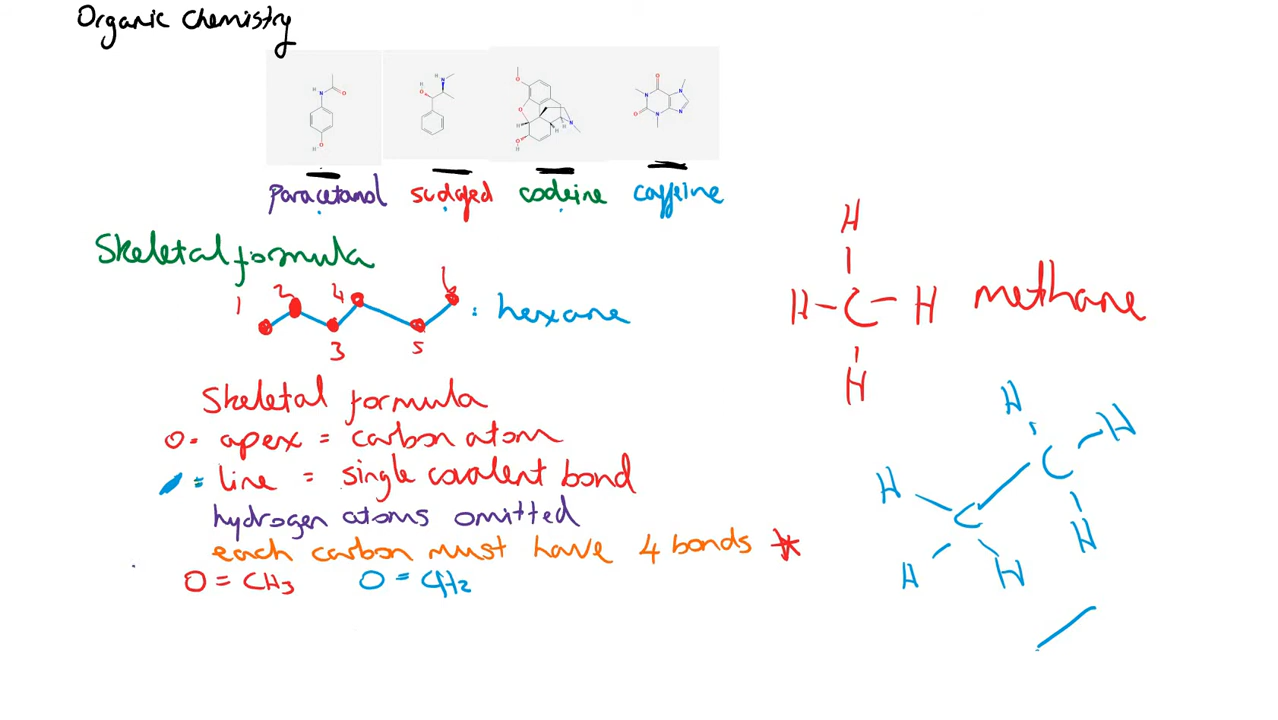 Organic Chemistry
paracetanol sudafed codeine caffeine
Skeletal formula
1 2 3 4 5 6 : hexane
H
H-C-H methane
H
Skeletal formula
O = apex = carbon atom
= line = single covalent bond
hydrogen atoms omitted
each carbon must have 4 bonds *
O = CH3 O = CH2
H H
C
H
C H
H H